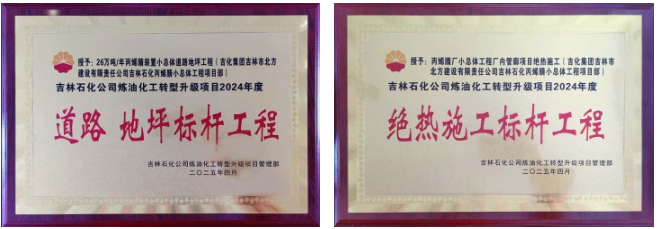 授予：26万吨/年丙烯腈装置小总体道路地坪工程（吉化集团吉林市北方
建设有限责任公司吉林石化丙烯腈小总体工程项目部）
吉林石化公司炼油化工转型升级项目2024年度
道路 地坪标杆工程
吉林石化公司炼油化工转型升级项目管理部
二〇二五年四月
授予：丙烯腈厂小总体工程厂内管廊项目绝热施工（吉化集团吉林市
北方建设有限责任公司吉林石化丙烯腈小总体工程项目部）
吉林石化公司炼油化工转型升级项目2024年度
绝热施工标杆工程
吉林石化公司炼油化工转型升级项目管理部
二〇二五年四月